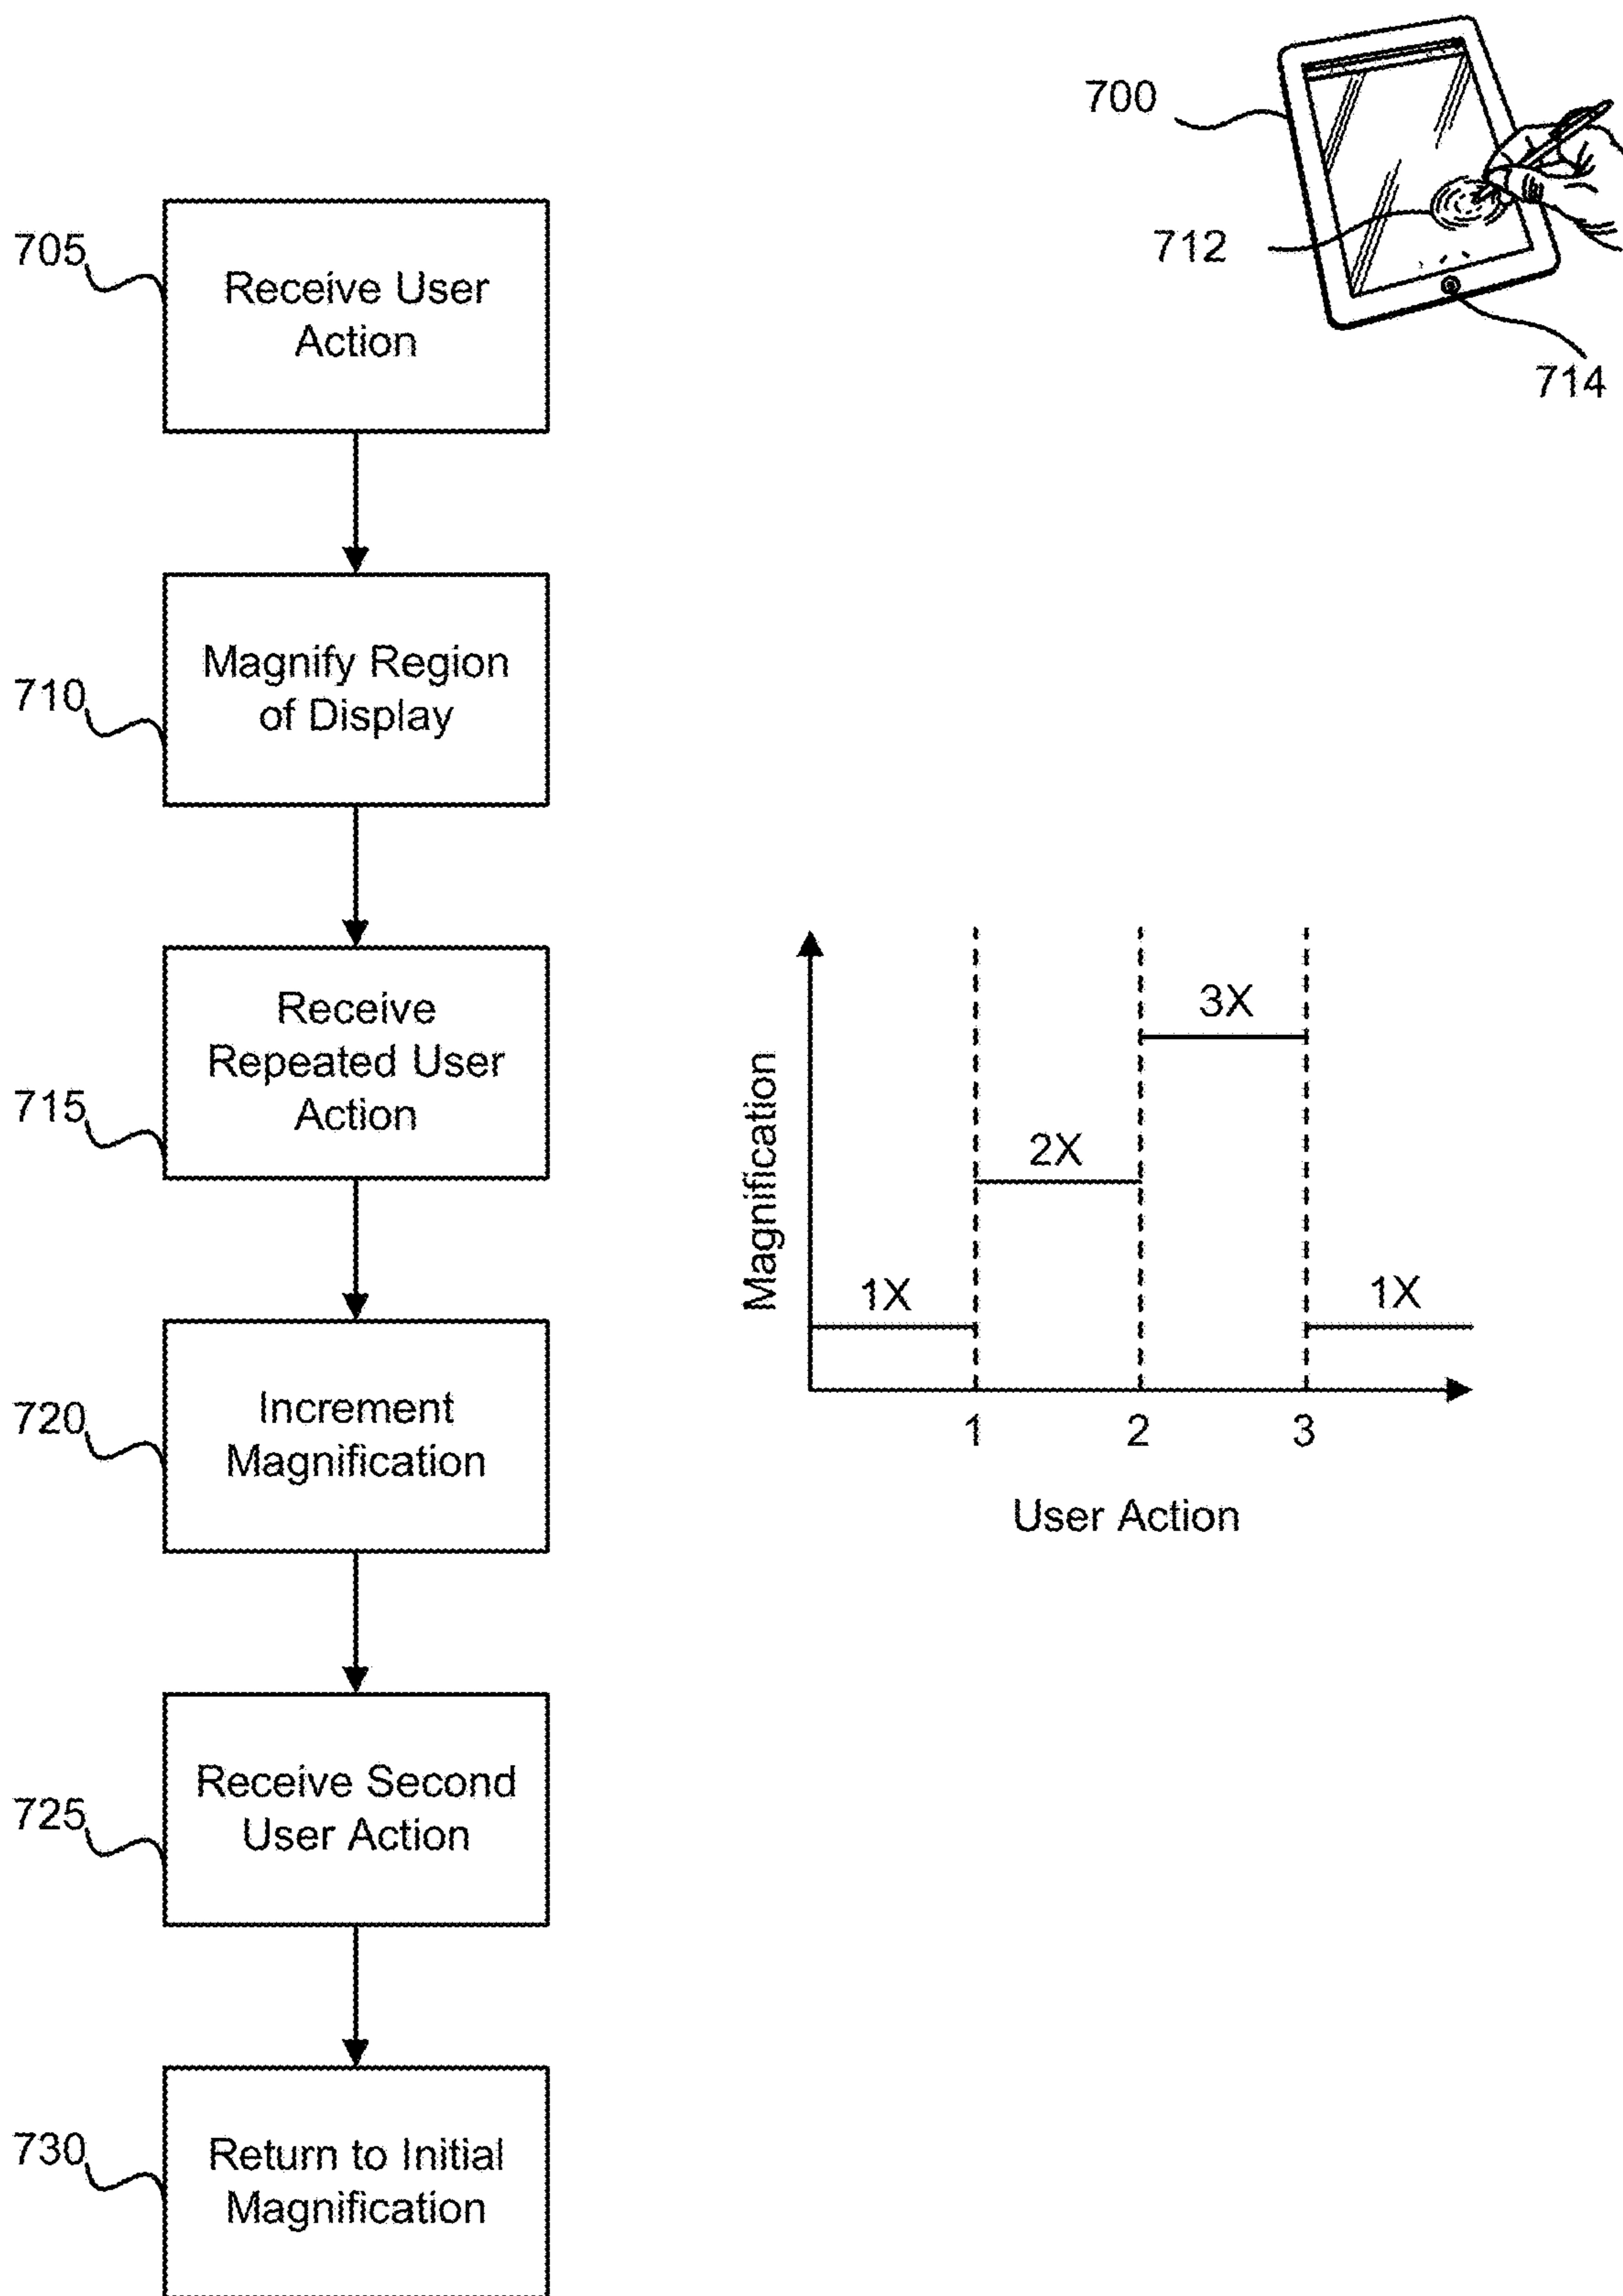 700
712
714
705
Receive User
Action
710
Magnify Region
of Display
715
Receive
Repeated User
Action
720
Increment
Magnification
725
Receive Second
User Action
730
Return to Initial
Magnification
Magnification
1X
2X
3X
1X
1
2
3
User Action